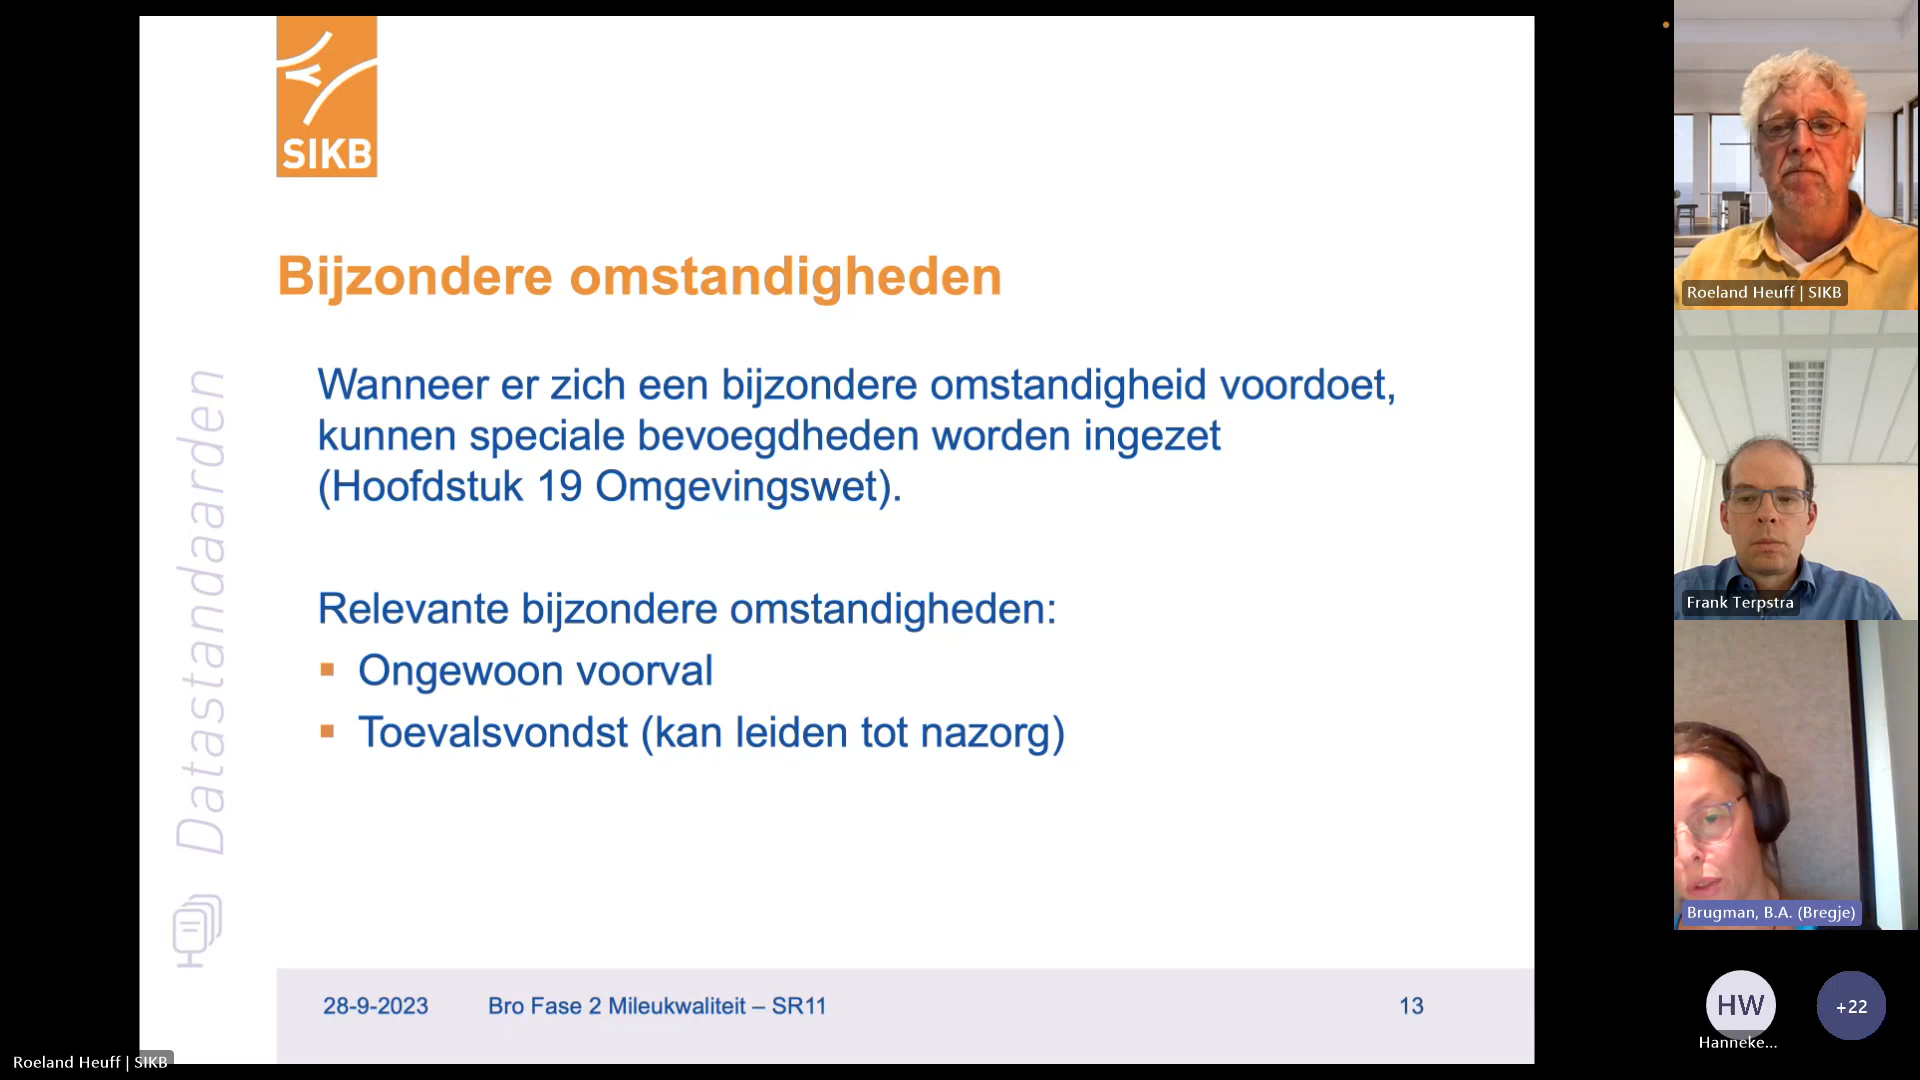 SIKB
Bijzondere omstandigheden
Wanneer er zich een bijzondere omstandigheid voordoet,
kunnen speciale bevoegdheden worden ingezet
(Hoofdstuk 19 Omgevingswet).
Relevante bijzondere omstandigheden:
Ongewoon voorval
Toevalsvondst (kan leiden tot nazorg)
Datastandaarden
28-9-2023 Bro Fase 2 Mileukwaliteit – SR11 13
Roeland Heuff | SIKB
Roeland Heuff | SIKB
Frank Terpstra
Brugman, B.A. (Bregje)
HW
Hanneke...
+22